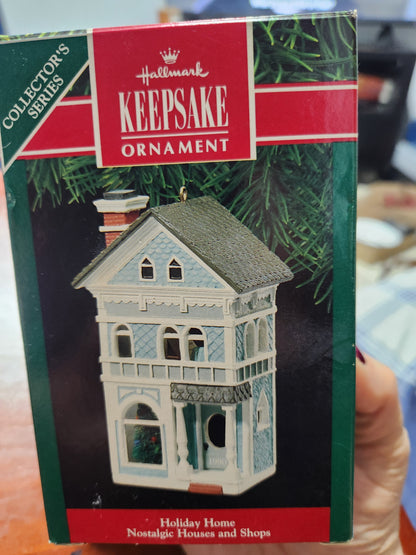 COLLECTOR'S
SERIES
Hallmark
KEEPSAKE
ORNAMENT
Holiday Home
Nostalgic Houses and Shops